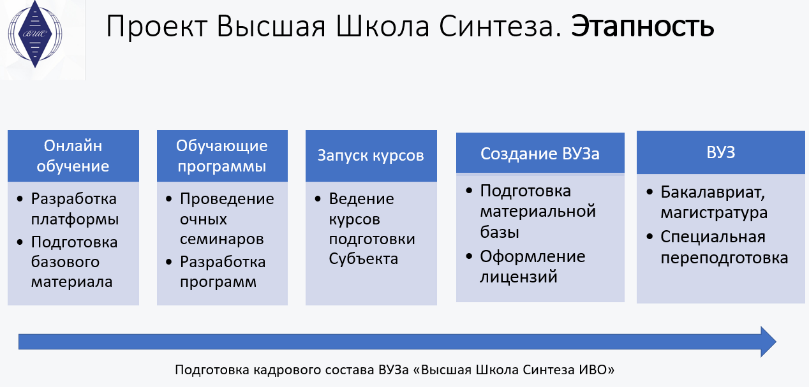 ВШС
Проект Высшая Школа Синтеза. Этапность
Онлайн
обучение
• Разработка
платформы
• Подготовка
базового
материала
Обучающие
программы
• Проведение
очных
семинаров
• Разработка
программ
Запуск курсов
• Ведение
курсов
подготовки
Субъекта
Создание ВУЗа
• Подготовка
материальной
базы
• Оформление
лицензий
ВУЗ
• Бакалавриат,
магистратура
• Специальная
переподготовка
Подготовка кадрового состава ВУЗа «Высшая Школа Синтеза ИВО»